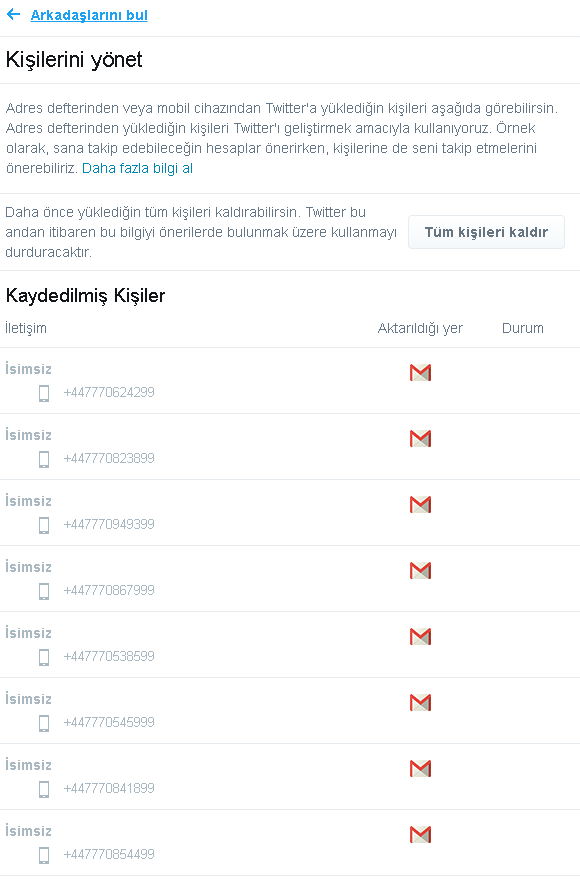 Arkadaşlarını bul
Kişilerini yönet
Adres defterinden veya mobil cihazından Twitter'a yüklediğin kişileri aşağıda görebilirsin.
Adres defterinden yüklediğin kişileri Twitter'ı geliştirmek amacıyla kullanıyoruz. Örnek
olarak, sana takip edebileceğin hesaplar önerirken, kişilerine de seni takip etmelerini
önerebiliriz. Daha fazla bilgi al
Daha önce yüklediğin tüm kişileri kaldırabilirsin. Twitter bu
andan itibaren bu bilgiyi önerilerde bulunmak üzere kullanmayı
durduracaktır.
Tüm kişileri kaldır
Kaydedilmiş Kişiler
İletişim Aktarıldığı yer Durum
İsimsiz
+447770624299
İsimsiz
+447770823899
İsimsiz
+447770949399
İsimsiz
+447770867999
İsimsiz
+447770538599
İsimsiz
+447770545999
İsimsiz
+447770841899
İsimsiz
+447770854499